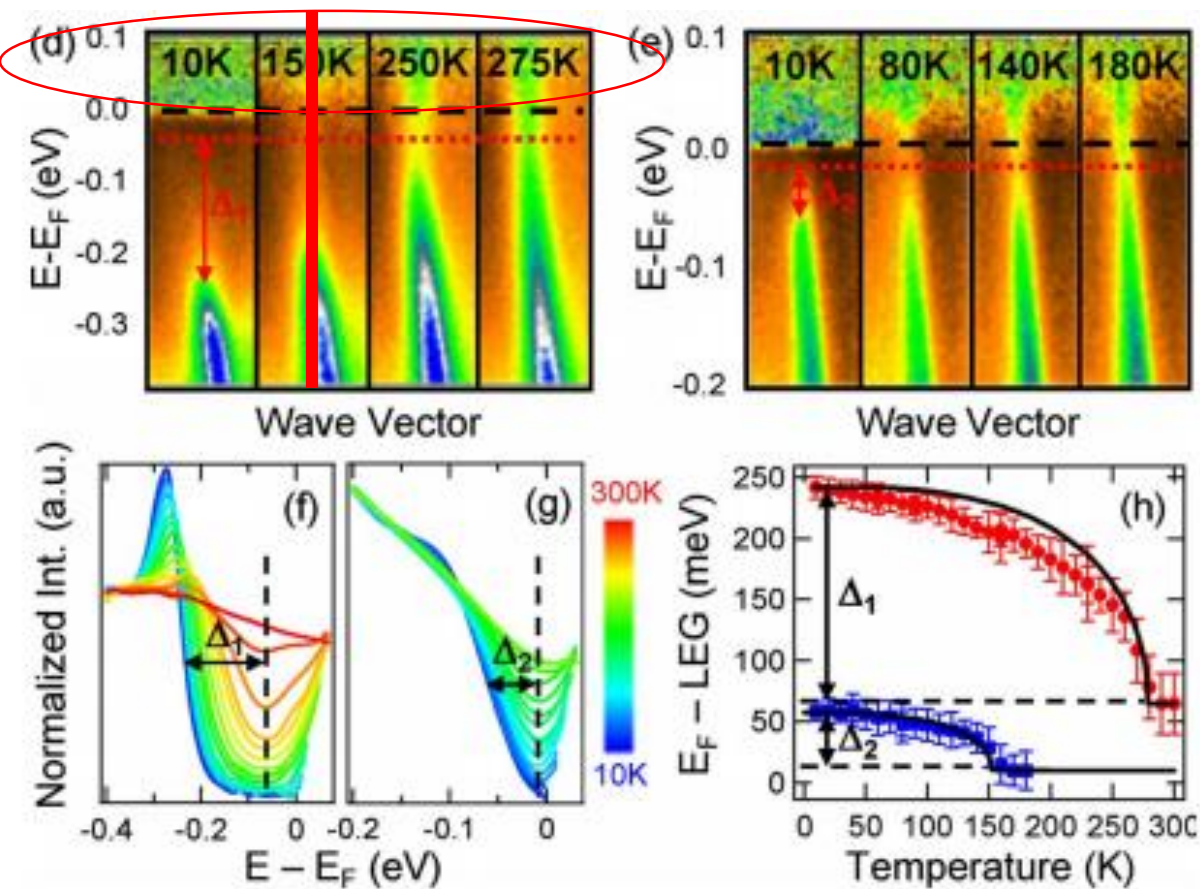 (d) 0.1 0.0 -0.1 -0.2 -0.3
E-E_F (eV)
10K 150K 250K 275K
Δ₁
Wave Vector
(e) 0.1 0.0 -0.1 -0.2
E-E_F (eV)
10K 80K 140K 180K
Δ₂
Wave Vector
Normalized Int. (a.u.)
(f)
Δ₁
-0.4 -0.2 0
(g)
Δ₂
-0.2 -0.1 0
E – E_F (eV)
300K
10K
(h)
E_F – LEG (meV)
250
200
150
100
50
0
Δ₁
Δ₂
0 50 100 150 200 250 300
Temperature (K)